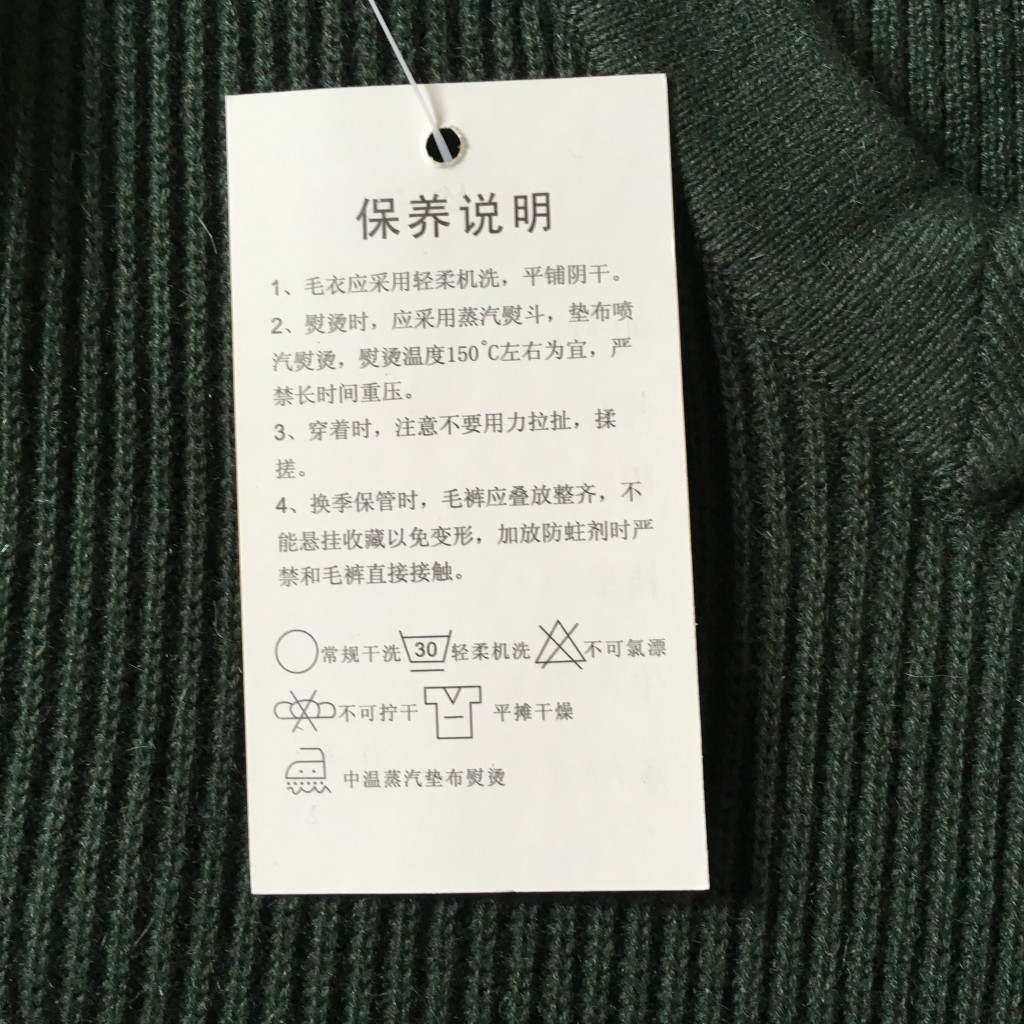 保养说明
1、毛衣应采用轻柔机洗，平铺阴干。
2、熨烫时，应采用蒸汽熨斗，垫布喷
汽熨烫，熨烫温度150℃左右为宜，严
禁长时间重压。
3、穿着时，注意不要用力拉扯，揉
搓。
4、换季保管时，毛裤应叠放整齐，不
能悬挂收藏以免变形，加放防蛀剂时严
禁和毛裤直接接触。
常规干洗 30 轻柔机洗 不可氯漂
不可拧干 平摊干燥
中温蒸汽垫布熨烫